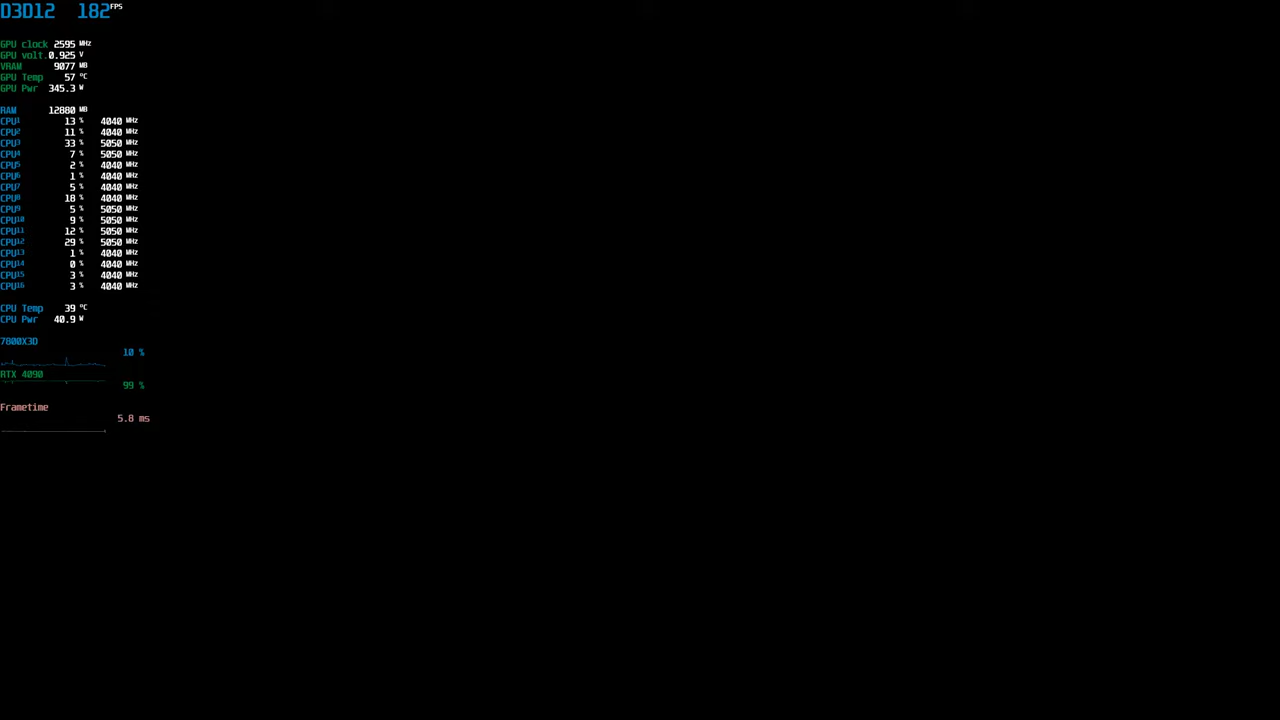 D3D12 182 FPS
GPU clock 2595 MHz
GPU volt. 0.925 V
VRAM 9077 MB
GPU Temp 57 °C
GPU Pwr 345.3 W
RAM 12880 MB
CPU1 13 % 4040 MHz
CPU2 11 % 4040 MHz
CPU3 33 % 5050 MHz
CPU4 7 % 5050 MHz
CPU5 2 % 4040 MHz
CPU6 1 % 4040 MHz
CPU7 5 % 4040 MHz
CPU8 18 % 4040 MHz
CPU9 5 % 5050 MHz
CPU10 9 % 5050 MHz
CPU11 12 % 5050 MHz
CPU12 29 % 5050 MHz
CPU13 1 % 4040 MHz
CPU14 0 % 4040 MHz
CPU15 3 % 4040 MHz
CPU16 3 % 4040 MHz
CPU Temp 39 °C
CPU Pwr 40.9 W
7800X3D
10 %
RTX 4090
99 %
Frametime
5.8 ms